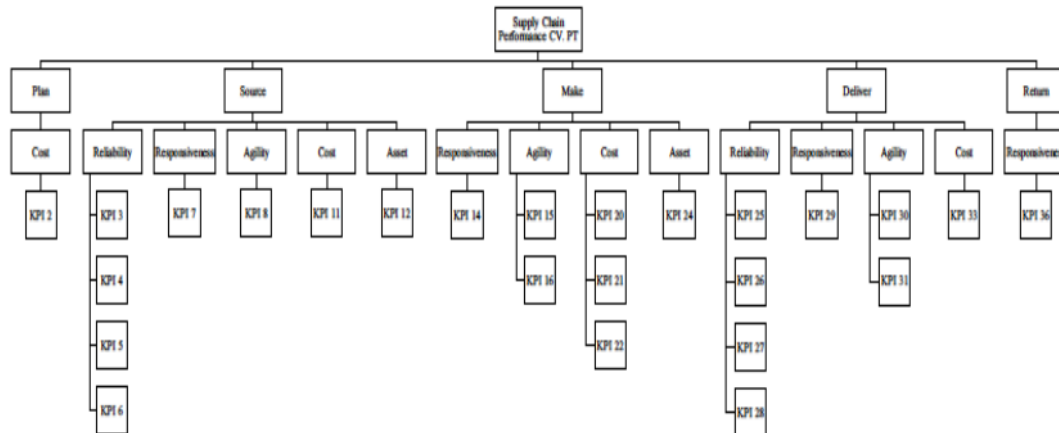 Supply Chain
Performance CV. PT
Plan
Source
Make
Deliver
Return
Cost
Reliability
Responsiveness
Agility
Cost
Asset
Responsiveness
Agility
Cost
Asset
Reliability
Responsiveness
Agility
Cost
Responsiveness
KPI 2
KPI 3
KPI 7
KPI 8
KPI 11
KPI 12
KPI 14
KPI 15
KPI 20
KPI 24
KPI 25
KPI 29
KPI 30
KPI 33
KPI 36
KPI 4
KPI 16
KPI 21
KPI 26
KPI 31
KPI 5
KPI 22
KPI 27
KPI 6
KPI 28